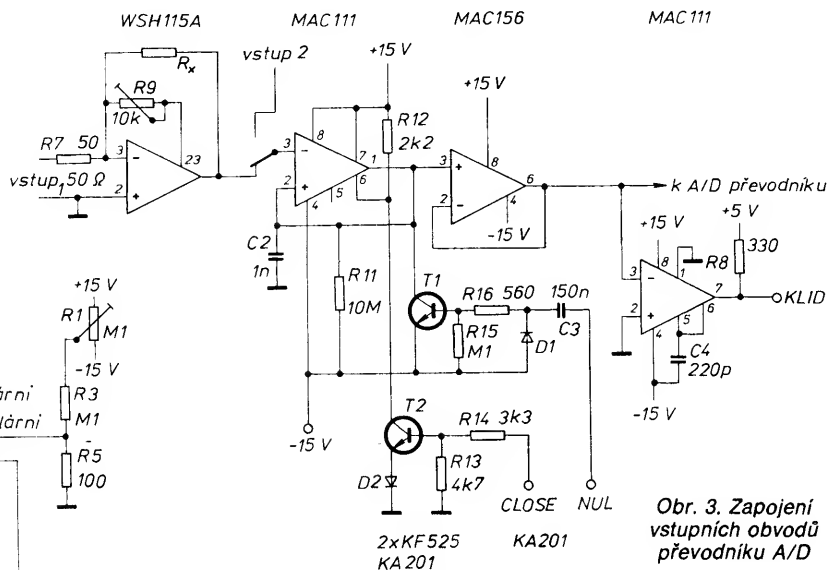 WSH115A MAC111 MAC156 MAC111
vstup 2
+15 V
Rx
R9
10k
R12
2k2
+15 V
R7 50
3
−
23
2
+
vstup 1 50 Ω
3
−
8
7
1
2
+
6
5
4
3
+
8
6
2
−
4
−15 V
k A/D převodníku
+5 V
+15 V
R8
330
C2
1n
R11
10M
T1
R16 560
150n
C3
R15
M1
D1
3
−
8
1
7
2
+
5
6
4
KLID
C4
220p
−15 V
+15 V
R1
M1
−15 V
R3
M1
rní
lární
−
R5
100
−15 V
T2
R14 3k3
R13
4k7
D2
CLOSE
NUL
2xKF525
KA201
KA201
Obr. 3. Zapojení
vstupních obvodů
převodníku A/D